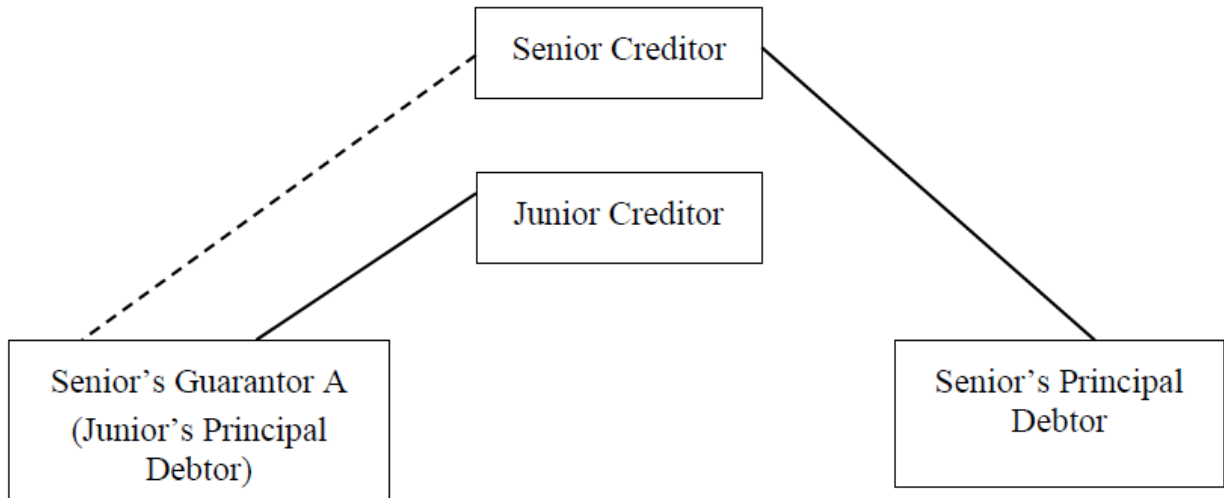 Senior Creditor
Junior Creditor
Senior’s Guarantor A
(Junior’s Principal
Debtor)
Senior’s Principal
Debtor